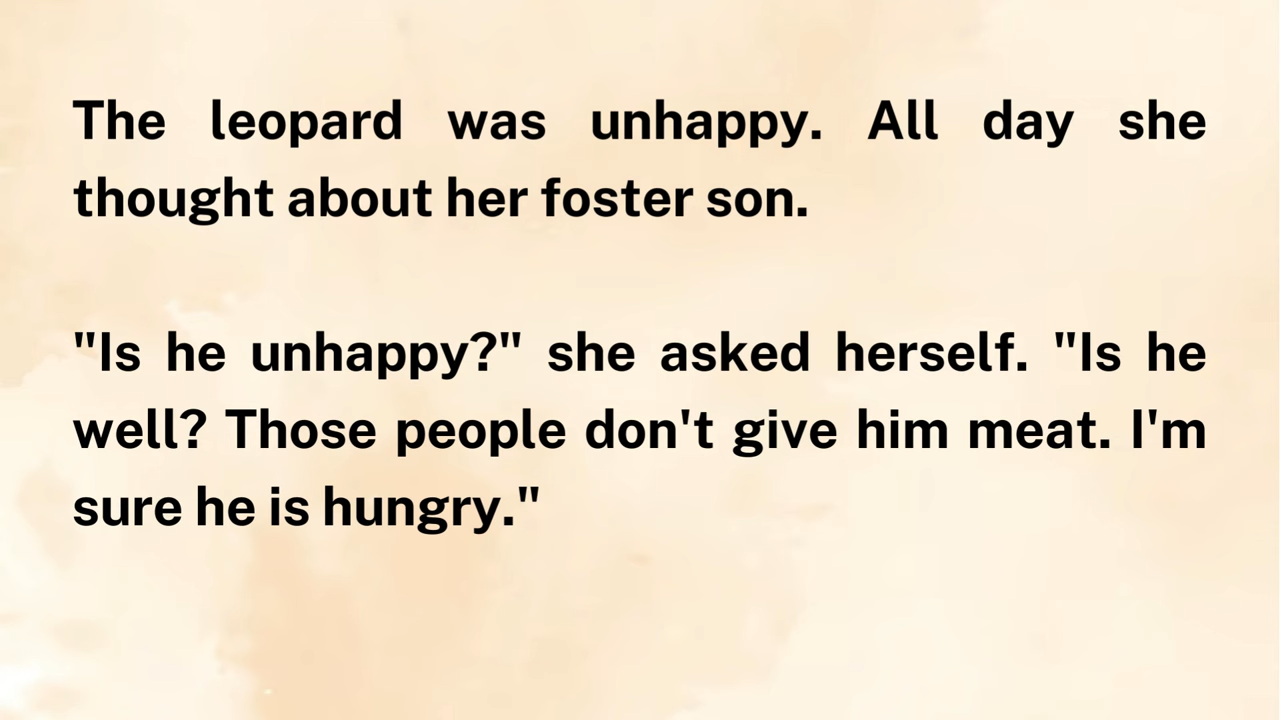 The leopard was unhappy. All day she
thought about her foster son.
"Is he unhappy?" she asked herself. "Is he
well? Those people don't give him meat. I'm
sure he is hungry."